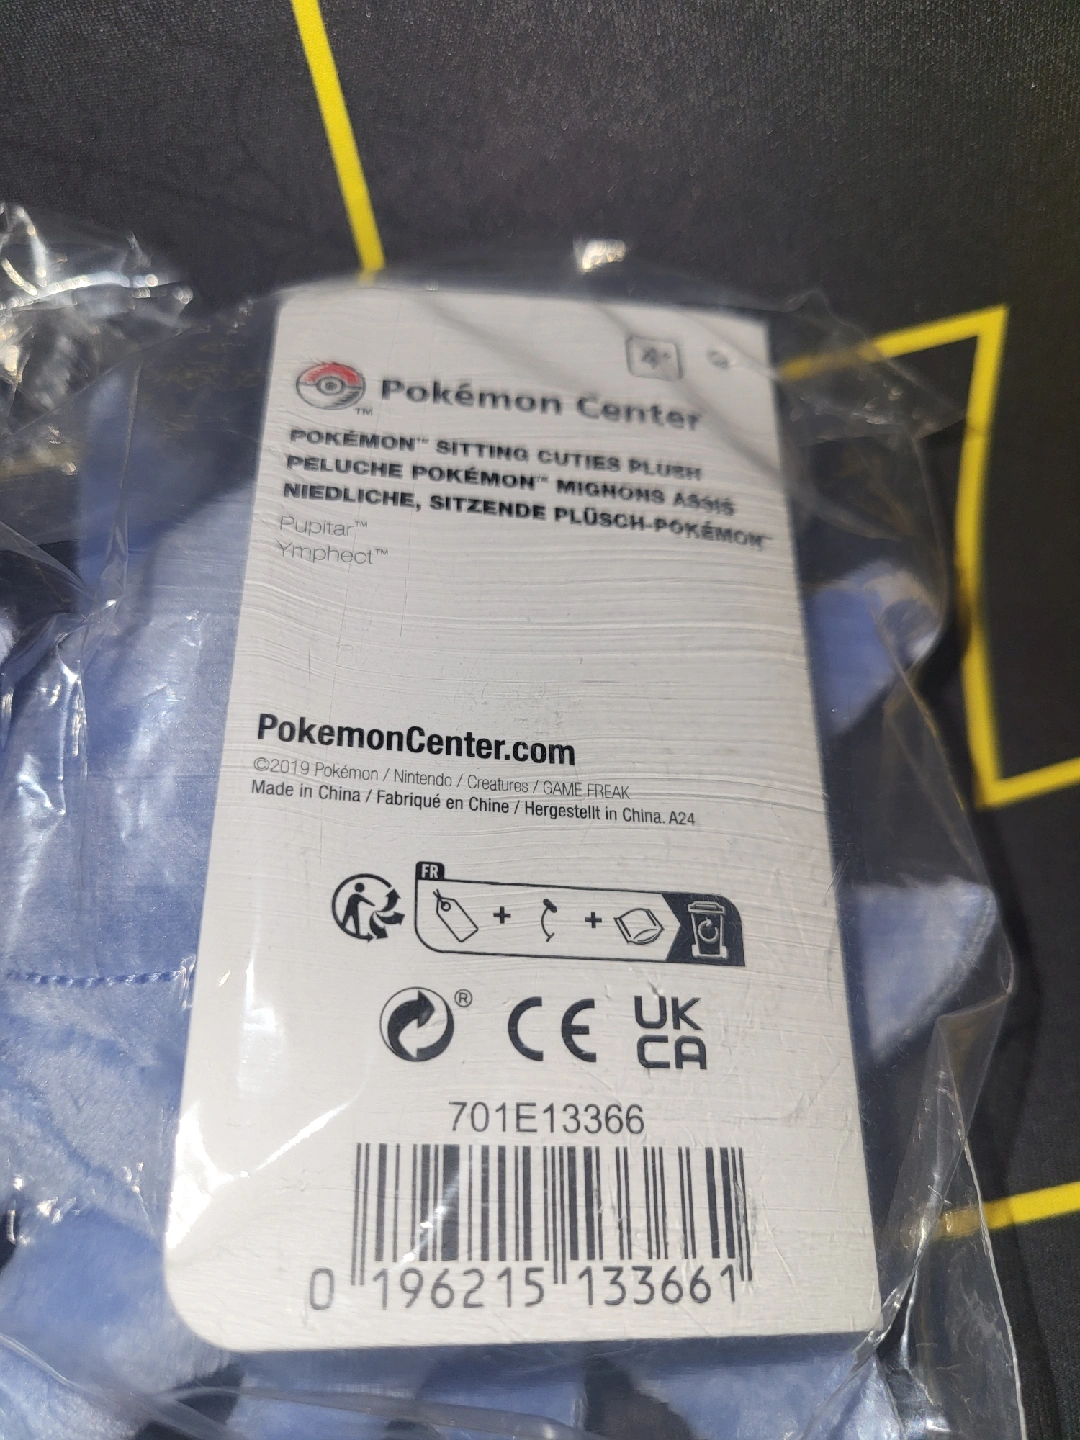 4+
Pokémon Center
TM
POKÉMON™ SITTING CUTIES PLUSH
PELUCHE POKÉMON™ MIGNONS ASSIS
NIEDLICHE, SITZENDE PLÜSCH-POKÉMON™
Pupitar™
Ymphect™
PokemonCenter.com
©2019 Pokémon / Nintendo / Creatures / GAME FREAK
Made in China / Fabriqué en Chine / Hergestellt in China. A24
FR
+ +
® CE UK CA
701E13366
0 196215 133661